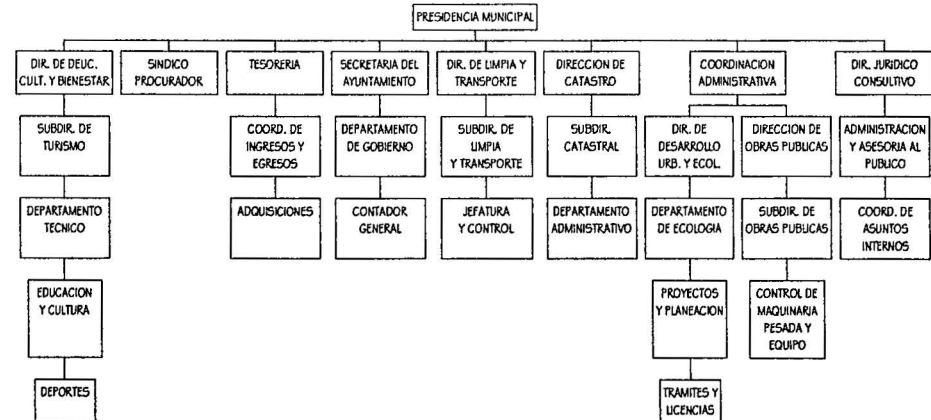 PRESIDENCIA MUNICIPAL
DIR. DE DEUC.
CULT. Y BIENESTAR
SINDICO
PROCURADOR
TESORERIA
SECRETARIA DEL
AYUNTAMIENTO
DIR. DE LIMPIA Y
TRANSPORTE
DIRECCION DE
CATASTRO
COORDINACION
ADMINISTRATIVA
DIR. JURIDICO
CONSULTIVO
SUBDIR. DE
TURISMO
COORD. DE
INGRESOS Y
EGRESOS
DEPARTAMENTO
DE GOBIERNO
SUBDIR. DE
LIMPIA
Y TRANSPORTE
SUBDIR.
CATASTRAL
DIR. DE
DESARROLLO
URB. Y ECOL.
DIRECCION DE
OBRAS PUBLICAS
ADMINISTRACION
Y ASESORIA AL
PUBLICO
DEPARTAMENTO
TECNICO
ADQUISICIONES
CONTADOR
GENERAL
JEFATURA
Y CONTROL
DEPARTAMENTO
ADMINISTRATIVO
DEPARTAMENTO
DE ECOLOGIA
SUBDIR. DE
OBRAS PUBLICAS
COORD. DE
ASUNTOS
INTERNOS
EDUCACION
Y CULTURA
PROYECTOS
Y PLANEACION
CONTROL DE
MAQUINARIA
PESADA Y
EQUIPO
DEPORTES
TRAMITES Y
LICENCIAS